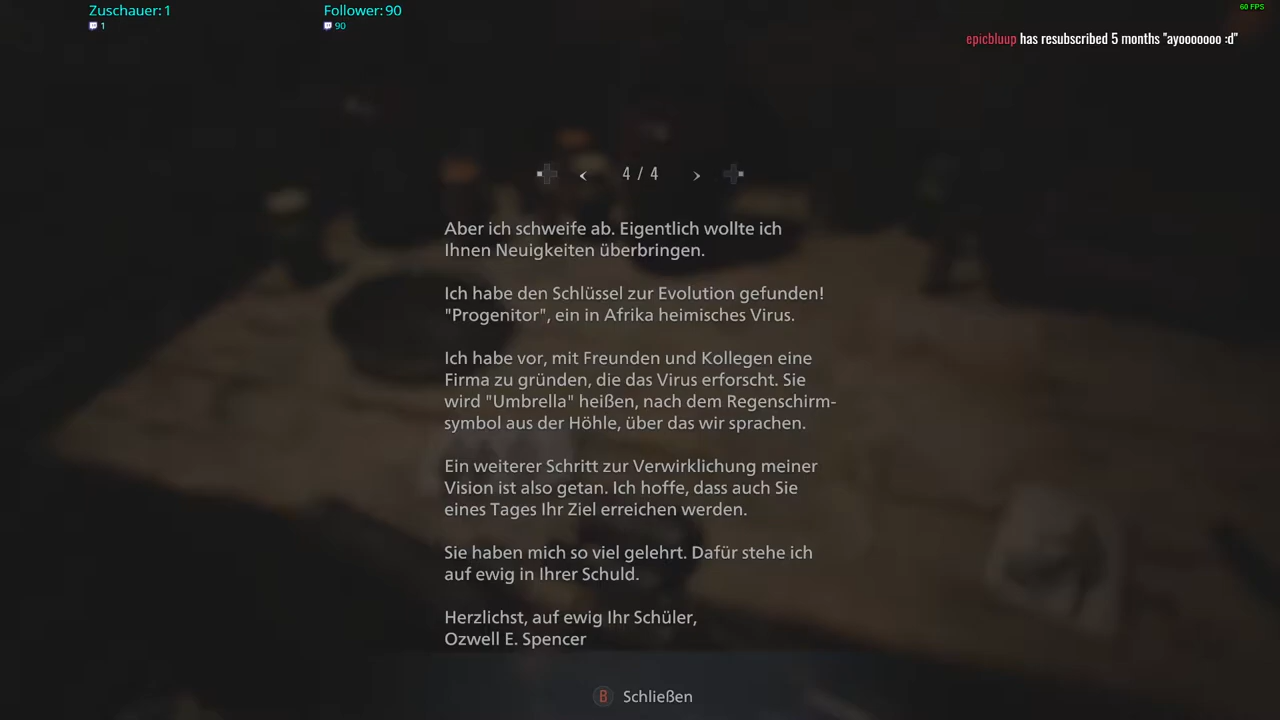 Zuschauer: 1
1
Follower: 90
90
60 FPS
epicbluup has resubscribed 5 months "ayooooooo :d"
4 / 4
Aber ich schweife ab. Eigentlich wollte ich
Ihnen Neuigkeiten überbringen.
Ich habe den Schlüssel zur Evolution gefunden!
"Progenitor", ein in Afrika heimisches Virus.
Ich habe vor, mit Freunden und Kollegen eine
Firma zu gründen, die das Virus erforscht. Sie
wird "Umbrella" heißen, nach dem Regenschirm-
symbol aus der Höhle, über das wir sprachen.
Ein weiterer Schritt zur Verwirklichung meiner
Vision ist also getan. Ich hoffe, dass auch Sie
eines Tages Ihr Ziel erreichen werden.
Sie haben mich so viel gelehrt. Dafür stehe ich
auf ewig in Ihrer Schuld.
Herzlichst, auf ewig Ihr Schüler,
Ozwell E. Spencer
B Schließen